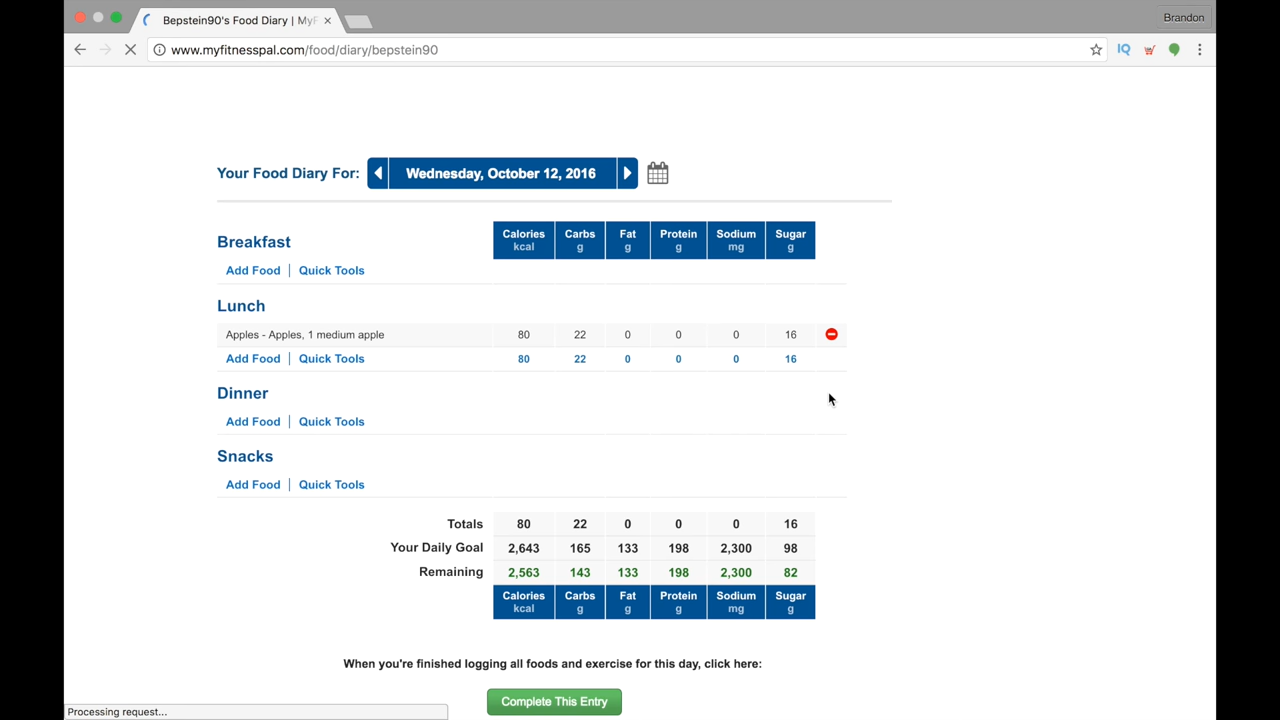 Bepstein90's Food Diary | MyF
Brandon
www.myfitnesspal.com/food/diary/bepstein90
IQ
Your Food Diary For: Wednesday, October 12, 2016
Breakfast Calories kcal Carbs g Fat g Protein g Sodium mg Sugar g
Add Food | Quick Tools
Lunch
Apples - Apples, 1 medium apple 80 22 0 0 0 16
Add Food | Quick Tools 80 22 0 0 0 16
Dinner
Add Food | Quick Tools
Snacks
Add Food | Quick Tools
Totals 80 22 0 0 0 16
Your Daily Goal 2,643 165 133 198 2,300 98
Remaining 2,563 143 133 198 2,300 82
Calories Carbs Fat Protein Sodium Sugar
kcal g g g mg g
When you're finished logging all foods and exercise for this day, click here:
Complete This Entry
Processing request...